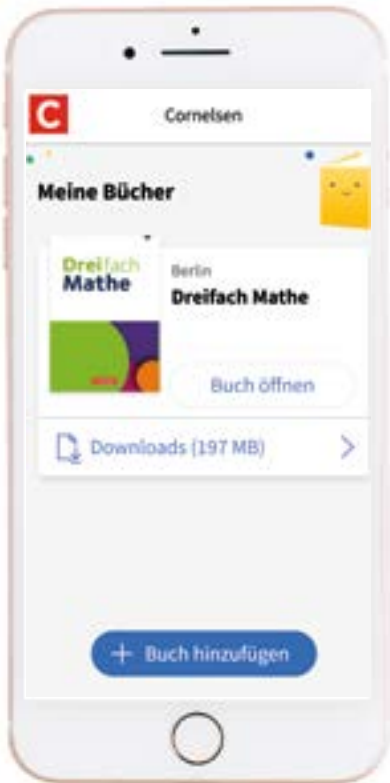 C
Cornelsen
Meine Bücher
Dreifach
Mathe
Berlin
Dreifach Mathe
Buch öffnen
Downloads (197 MB)
+ Buch hinzufügen